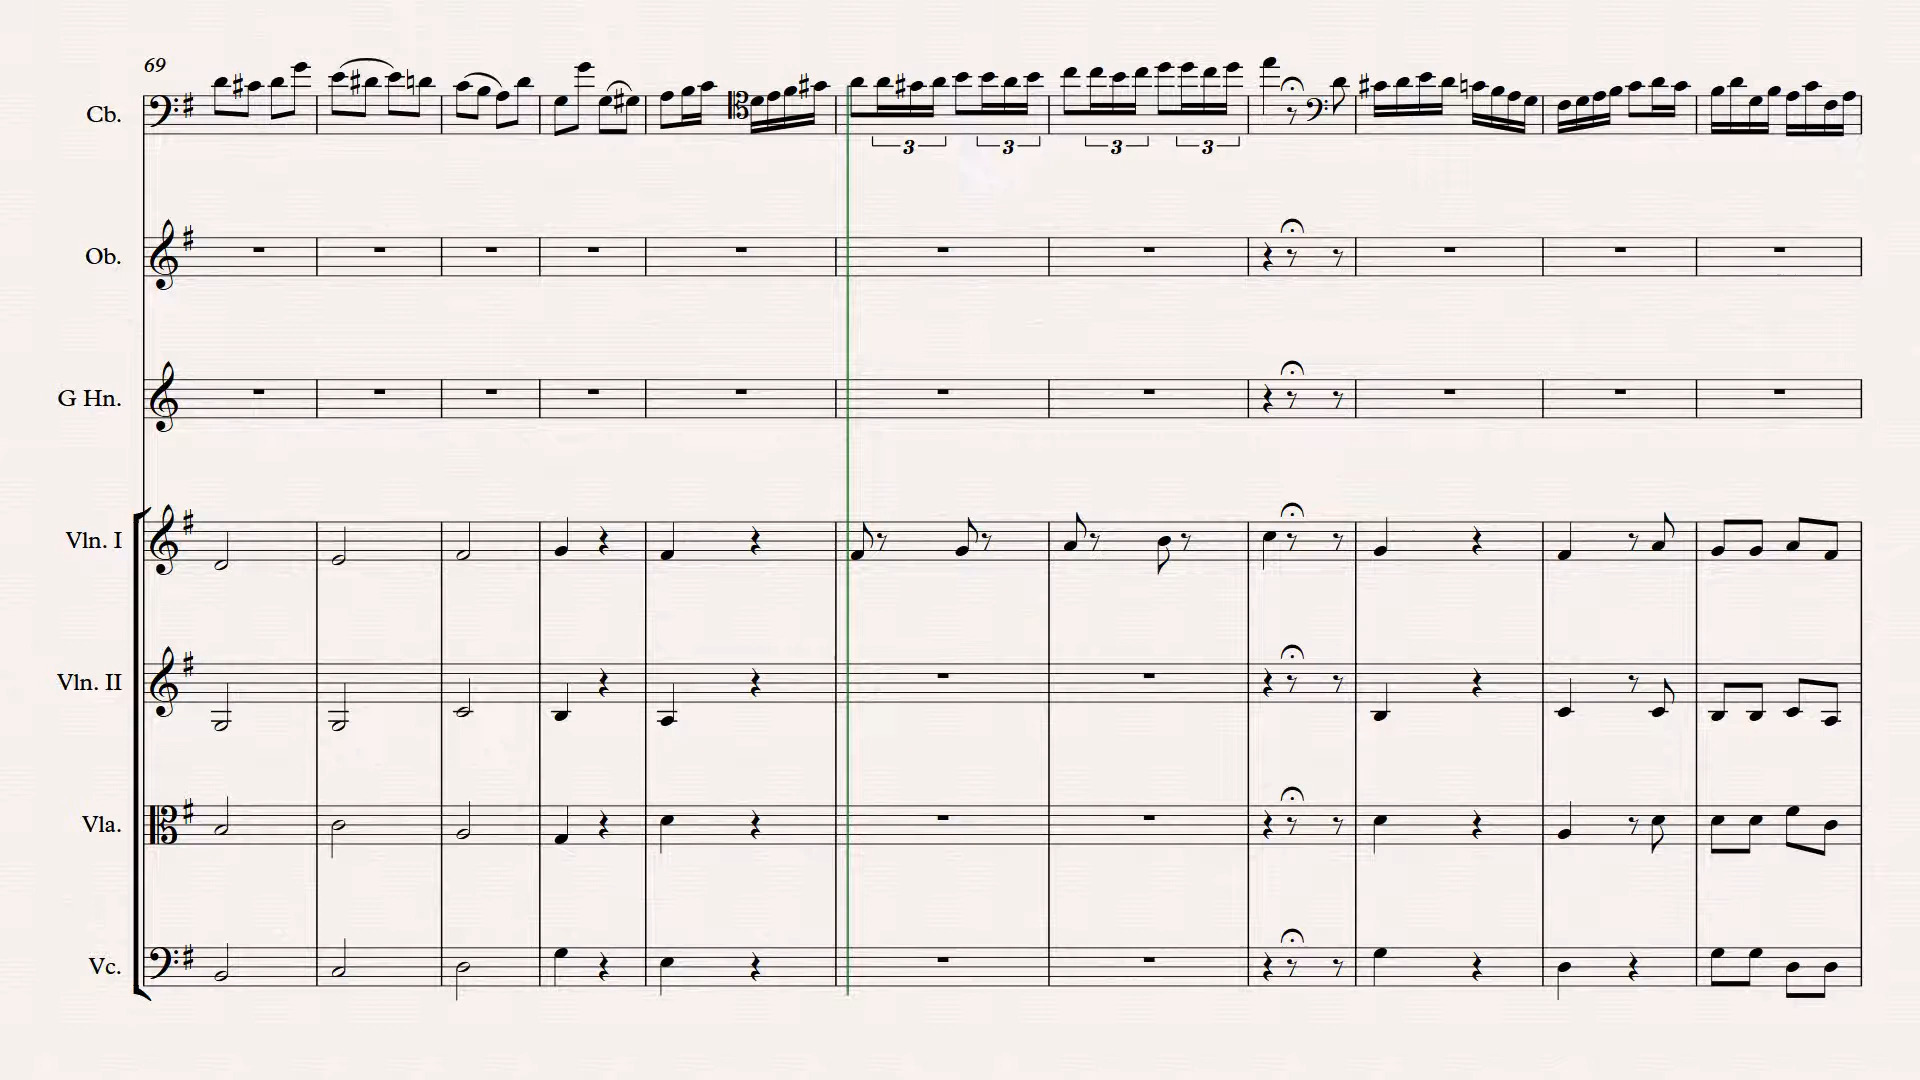 69
Cb.
3 3 3 3
Ob.
G Hn.
Vln. I
Vln. II
Vla.
Vc.